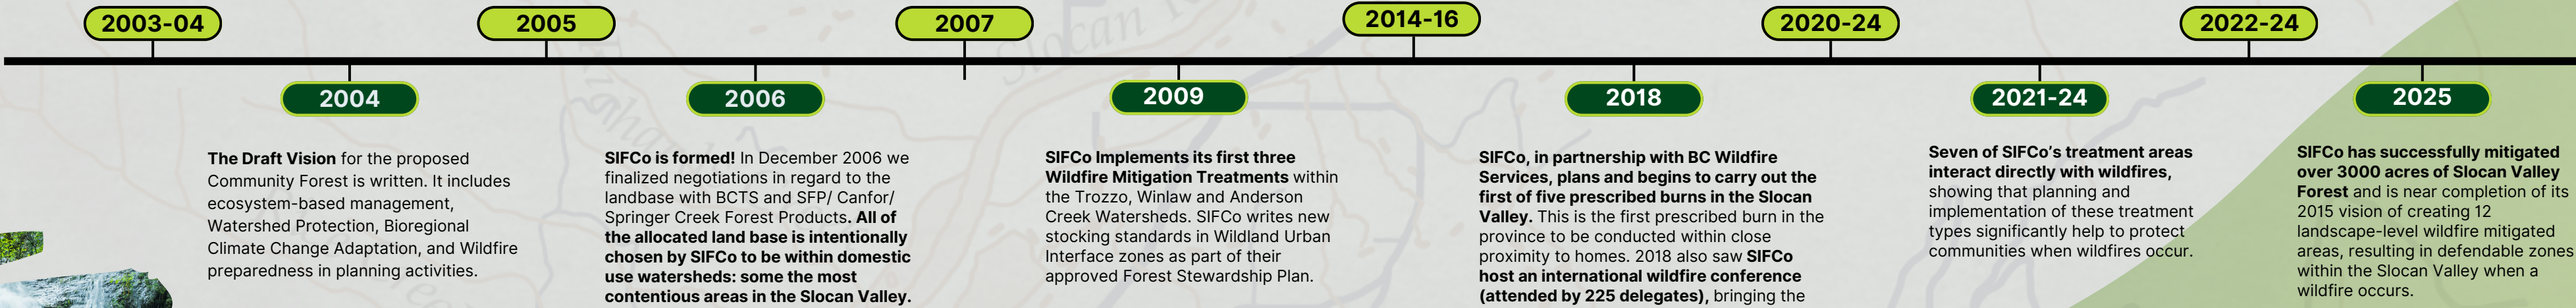 2003-04
2005
2007
2014-16
2020-24
2022-24
2004
2006
2009
2018
2021-24
2025
The Draft Vision for the proposed
Community Forest is written. It includes
ecosystem-based management,
Watershed Protection, Bioregional
Climate Change Adaptation, and Wildfire
preparedness in planning activities.
SIFCo is formed! In December 2006 we
finalized negotiations in regard to the
landbase with BCTS and SFP/ Canfor/
Springer Creek Forest Products. All of
the allocated land base is intentionally
chosen by SIFCo to be within domestic
use watersheds: some the most
contentious areas in the Slocan Valley.
SIFCo Implements its first three
Wildfire Mitigation Treatments within
the Trozzo, Winlaw and Anderson
Creek Watersheds. SIFCo writes new
stocking standards in Wildland Urban
Interface zones as part of their
approved Forest Stewardship Plan.
SIFCo, in partnership with BC Wildfire
Services, plans and begins to carry out the
first of five prescribed burns in the Slocan
Valley. This is the first prescribed burn in the
province to be conducted within close
proximity to homes. 2018 also saw SIFCo
host an international wildfire conference
(attended by 225 delegates), bringing the
Seven of SIFCo's treatment areas
interact directly with wildfires,
showing that planning and
implementation of these treatment
types significantly help to protect
communities when wildfires occur.
SIFCo has successfully mitigated
over 3000 acres of Slocan Valley
Forest and is near completion of its
2015 vision of creating 12
landscape-level wildfire mitigated
areas, resulting in defendable zones
within the Slocan Valley when a
wildfire occurs.
Slocan